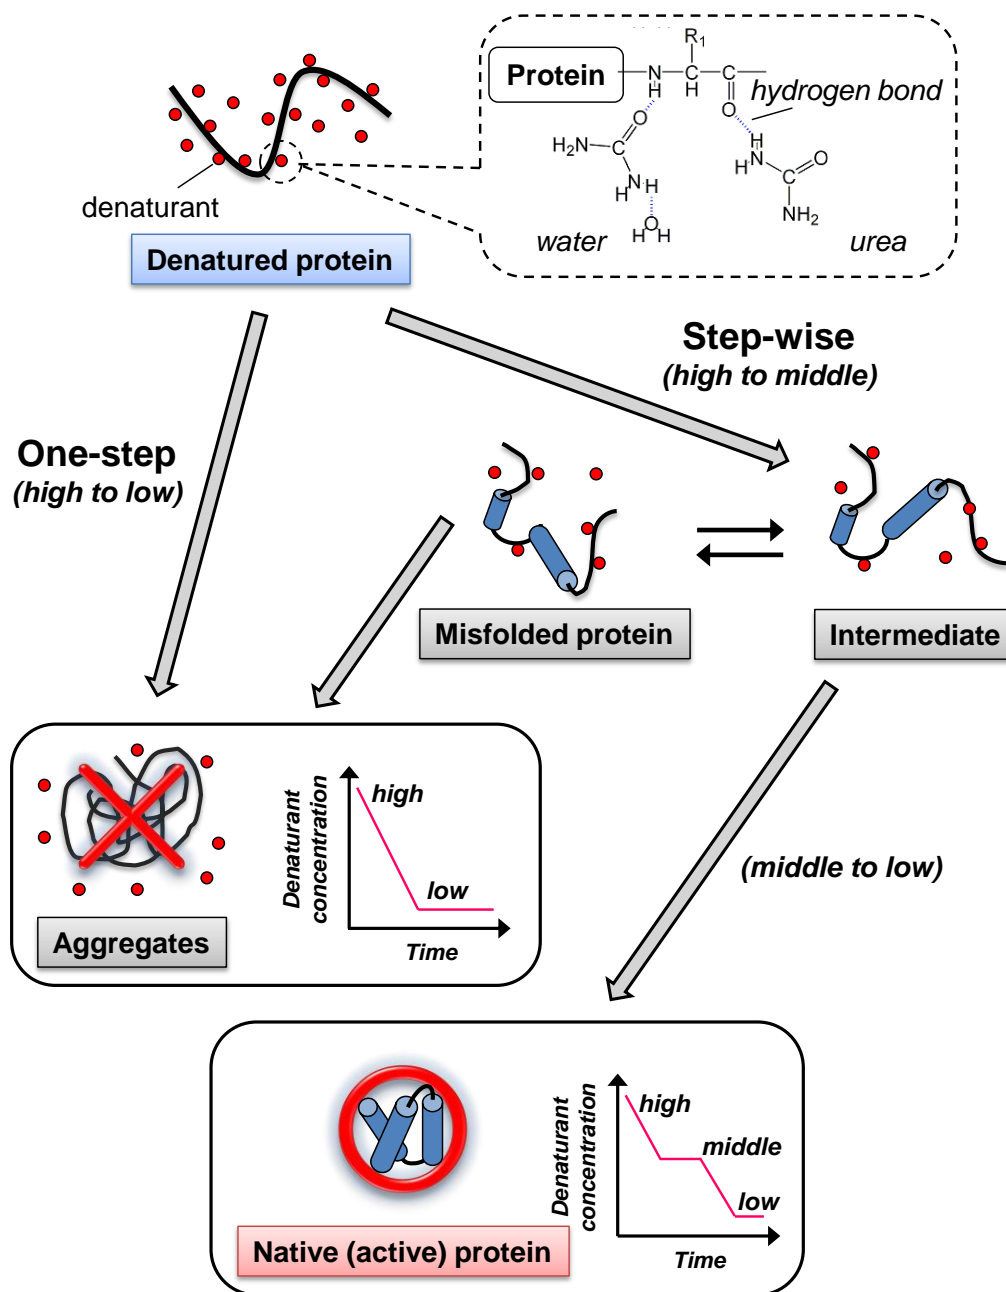 R1
Protein
N
H
C
H
C
O
hydrogen bond
O
H
N
H
C
O
NH2
H2N
C
N
H
H
O
H
H
water
urea
denaturant
Denatured protein
Step-wise
(high to middle)
One-step
(high to low)
Misfolded protein
Intermediate
Denaturant
concentration
high
low
Time
Aggregates
(middle to low)
Denaturant
concentration
high
middle
low
Time
Native (active) protein